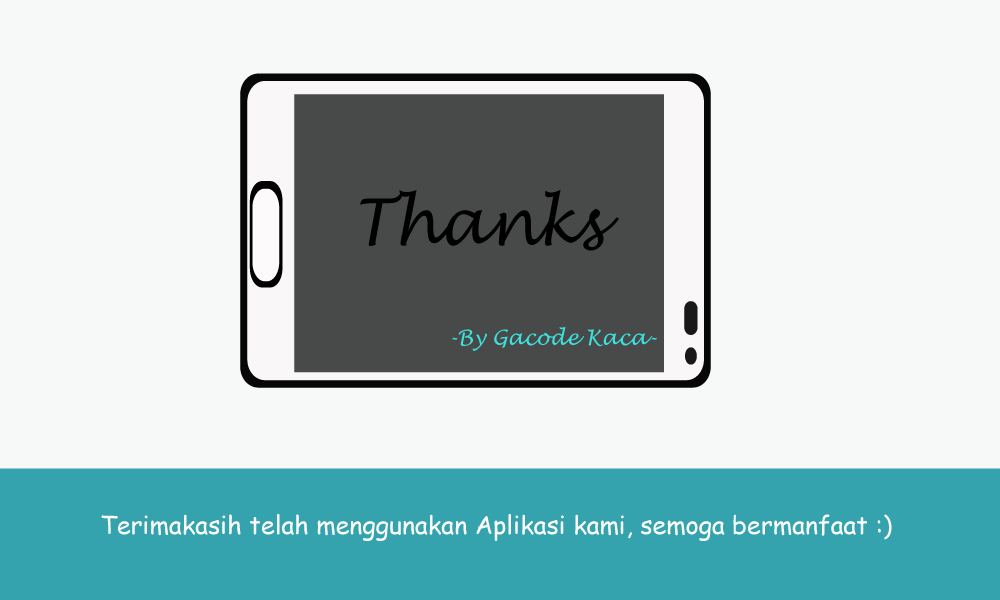 Thanks
-By Gacode Kaca-
Terimakasih telah menggunakan Aplikasi kami, semoga bermanfaat :)